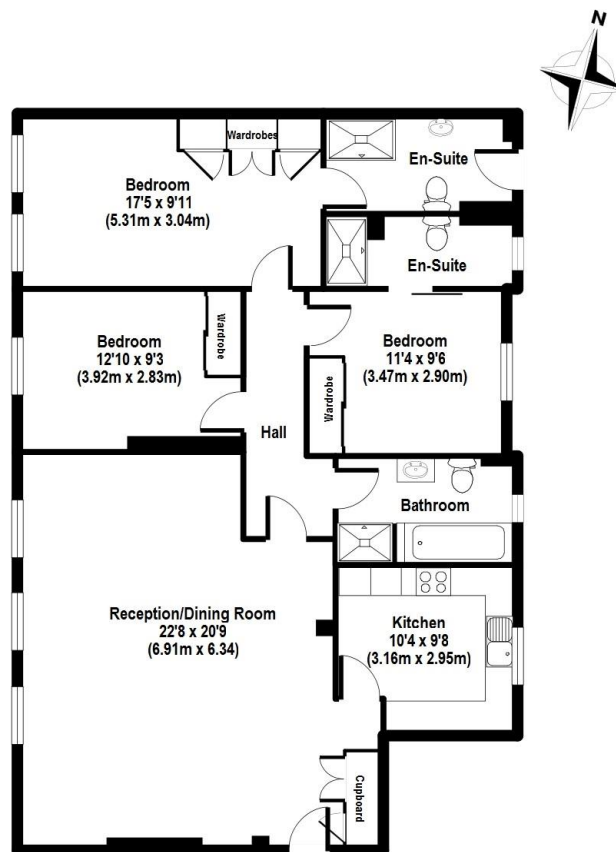 N
Wardrobes
En-Suite
Bedroom
17'5 x 9'11
(5.31m x 3.04m)
En-Suite
Bedroom
12'10 x 9'3
(3.92m x 2.83m)
Wardrobe
Bedroom
11'4 x 9'6
(3.47m x 2.90m)
Wardrobe
Hall
Bathroom
Reception/Dining Room
22'8 x 20'9
(6.91m x 6.34)
Kitchen
10'4 x 9'8
(3.16m x 2.95m)
Cupboard